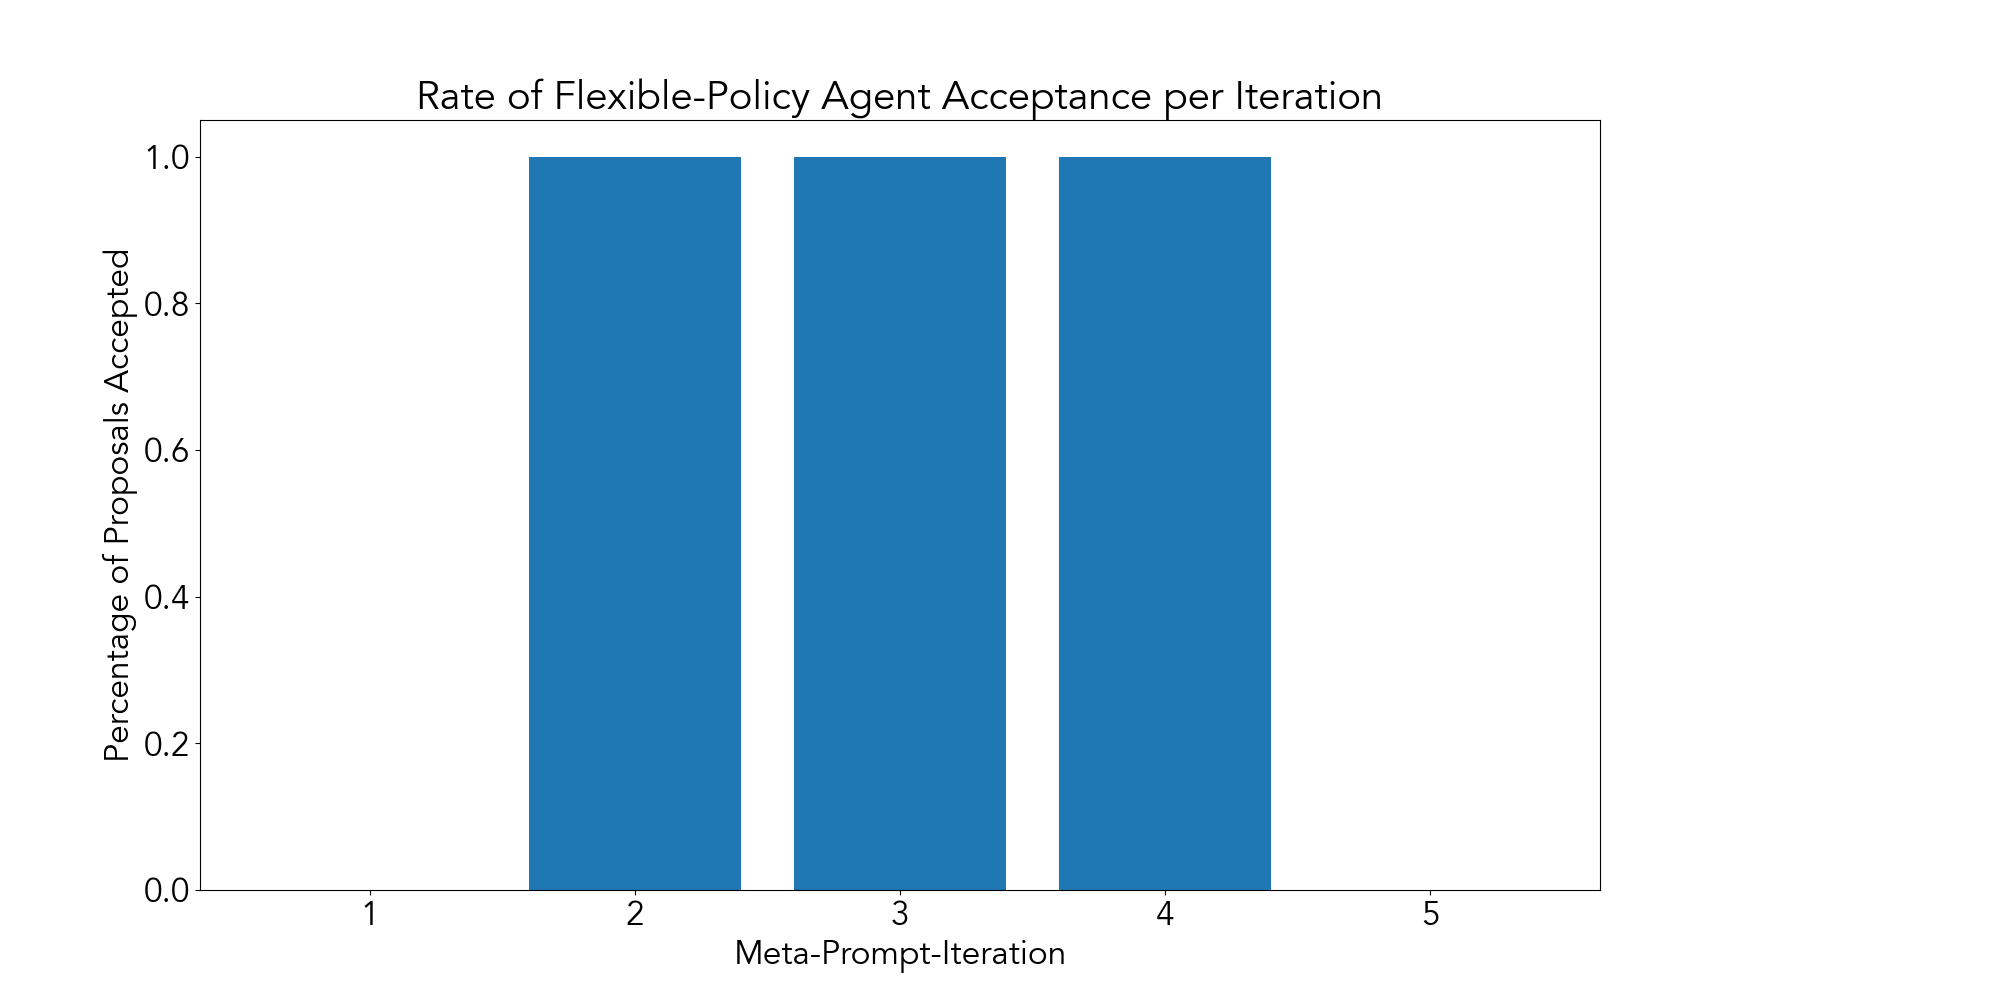 Rate of Flexible-Policy Agent Acceptance per Iteration
Percentage of Proposals Accepted
1.0
0.8
0.6
0.4
0.2
0.0
1 2 3 4 5
Meta-Prompt-Iteration